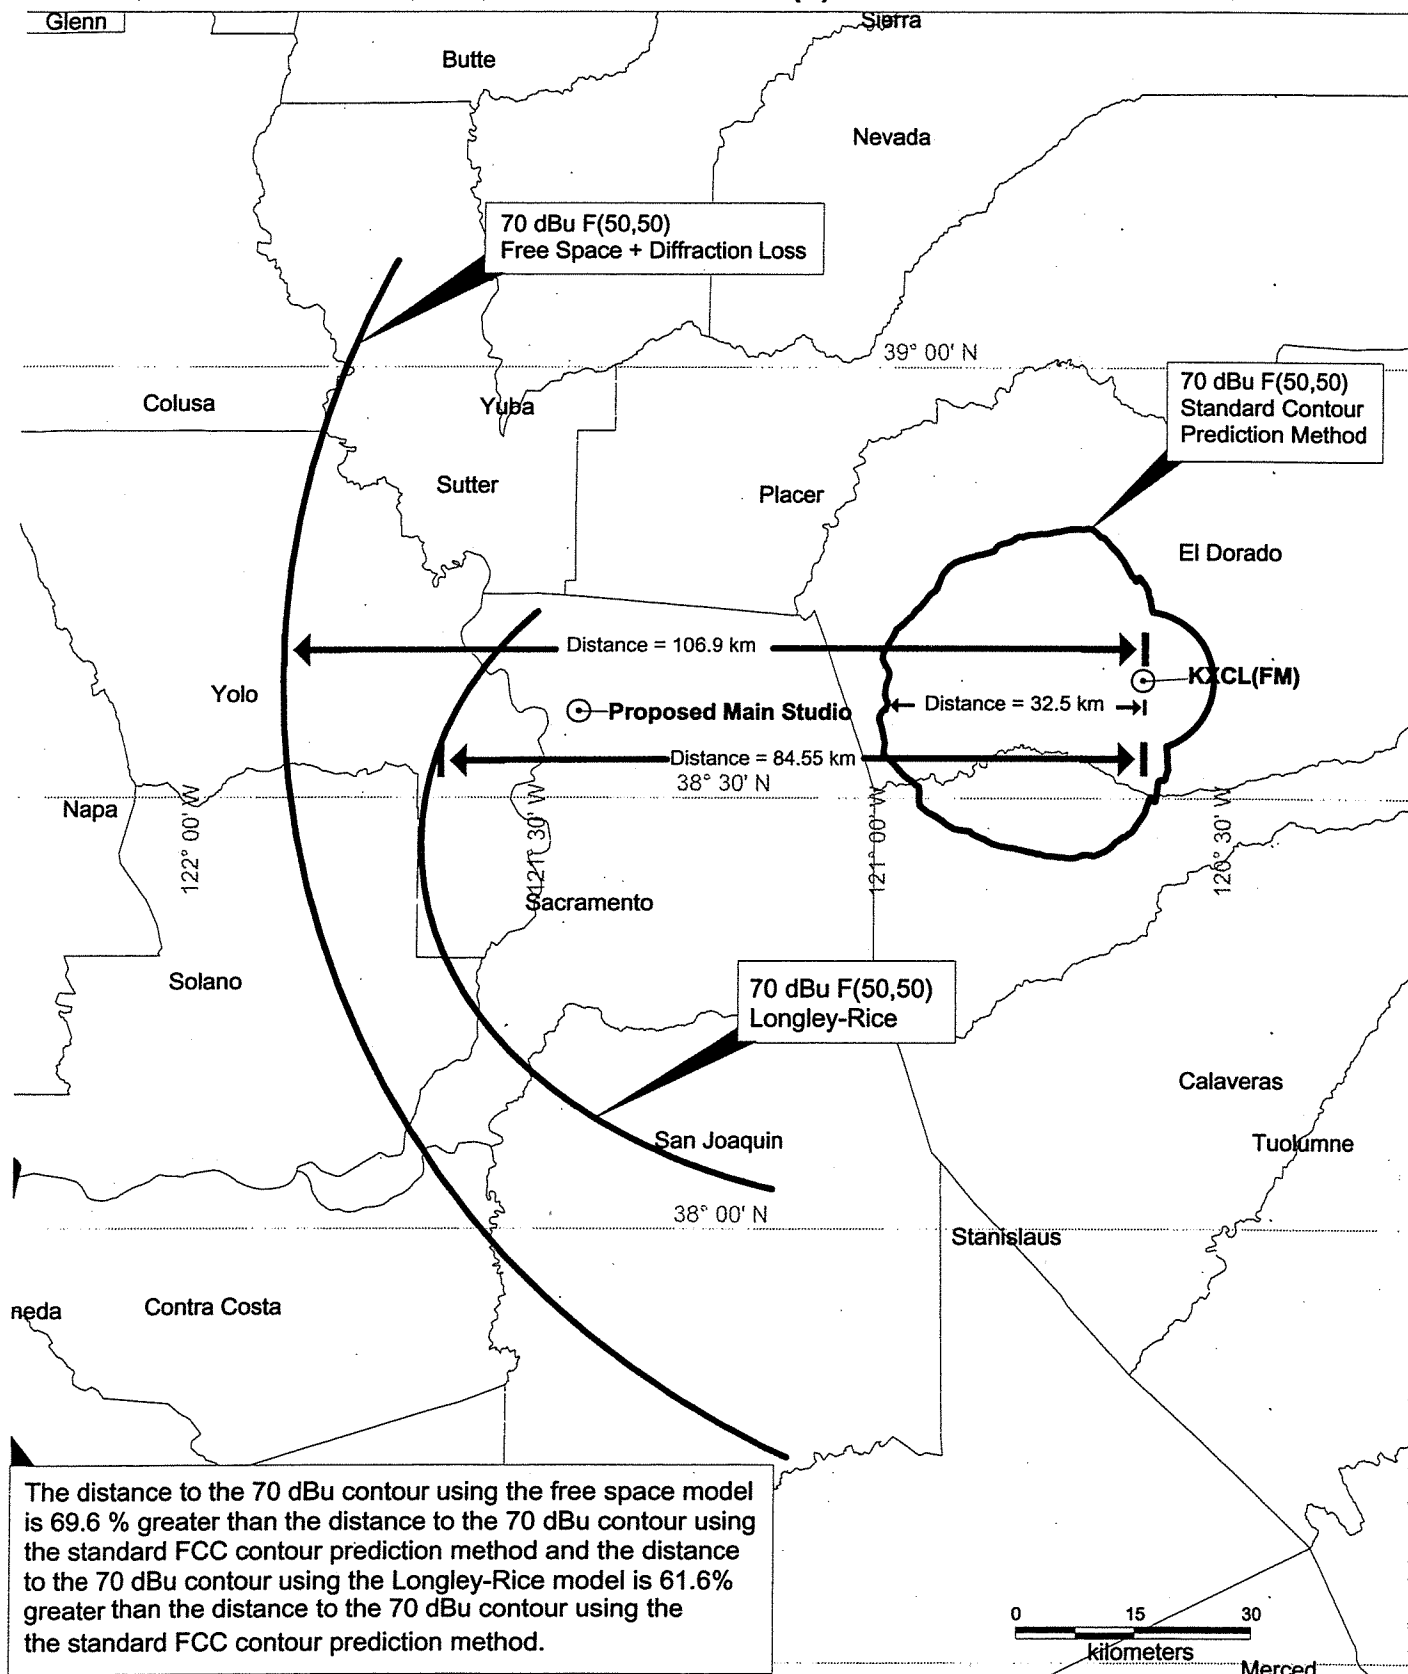 Glenn
Sierra
Butte
Nevada
70 dBu F(50,50)
Free Space + Diffraction Loss
39° 00' N
70 dBu F(50,50)
Standard Contour
Prediction Method
Colusa
Yuba
Sutter
Placer
El Dorado
Distance = 106.9 km
KXCL(FM)
Yolo
Proposed Main Studio
Distance = 32.5 km
Distance = 84.55 km
38° 30' N
Napa
122° 00' W
121° 30' W
121° 00' W
120° 30' W
Sacramento
Solano
70 dBu F(50,50)
Longley-Rice
Calaveras
San Joaquin
Tuolumne
38° 00' N
Stanislaus
neda
Contra Costa
The distance to the 70 dBu contour using the free space model
is 69.6 % greater than the distance to the 70 dBu contour using
the standard FCC contour prediction method and the distance
to the 70 dBu contour using the Longley-Rice model is 61.6%
greater than the distance to the 70 dBu contour using the
the standard FCC contour prediction method.
0 15 30
kilometers
Merced